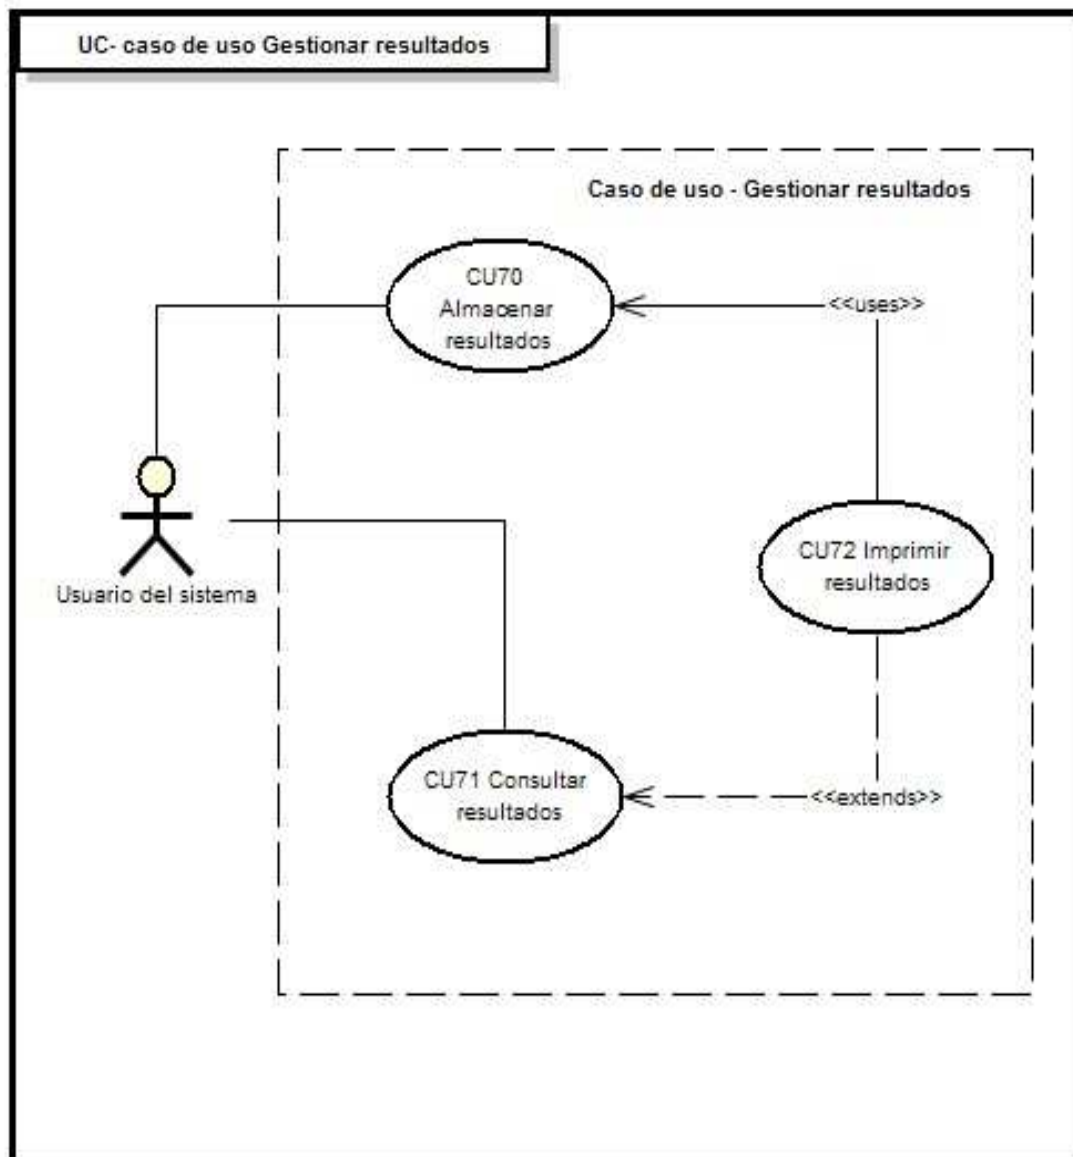 UC- caso de uso Gestionar resultados
Caso de uso - Gestionar resultados
CU70
Almacenar
resultados
<<uses>>
CU72 Imprimir
resultados
Usuario del sistema
CU71 Consultar
resultados
<<extends>>